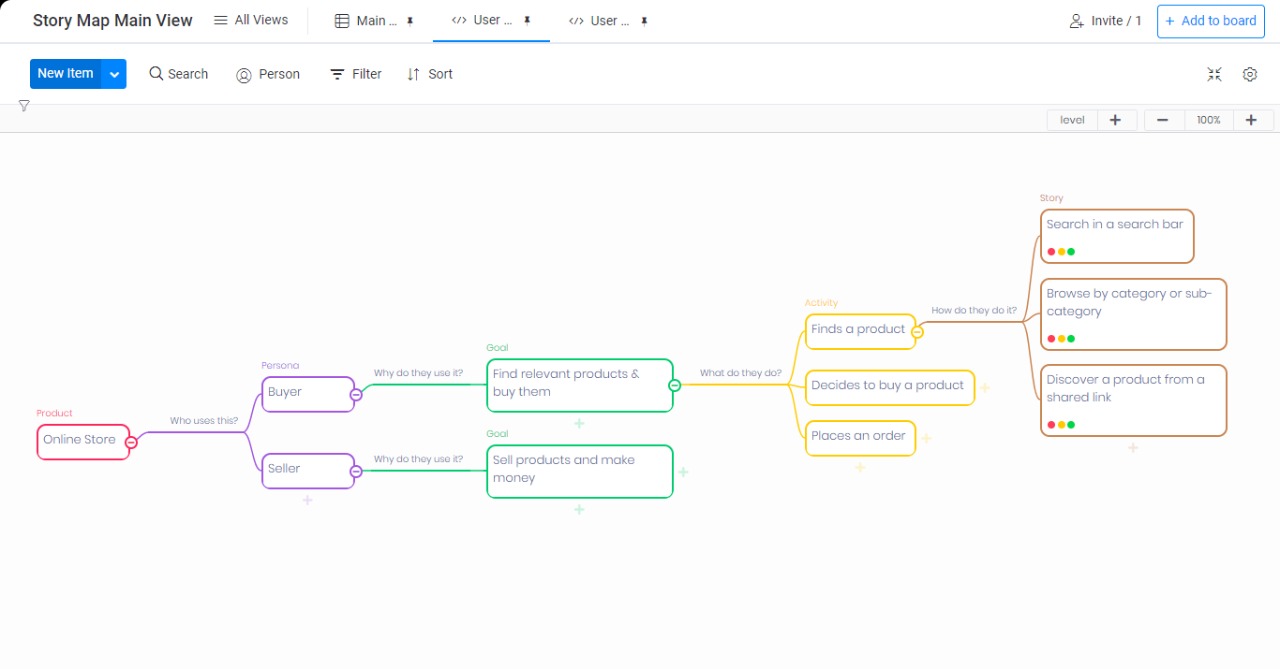 Story Map Main View
All Views
Main ...
User ...
User ...
Invite / 1
+ Add to board
New Item
Search
Person
Filter
Sort
level +
− 100% +
Story
Search in a search bar
Browse by category or sub-
category
Activity
How do they do it?
Finds a product
Goal
Persona
Why do they use it?
Find relevant products &
buy them
What do they do?
Buyer
Decides to buy a product
Discover a product from a
shared link
Product
Who uses this?
Online Store
Goal
Places an order
Seller
Why do they use it?
Sell products and make
money